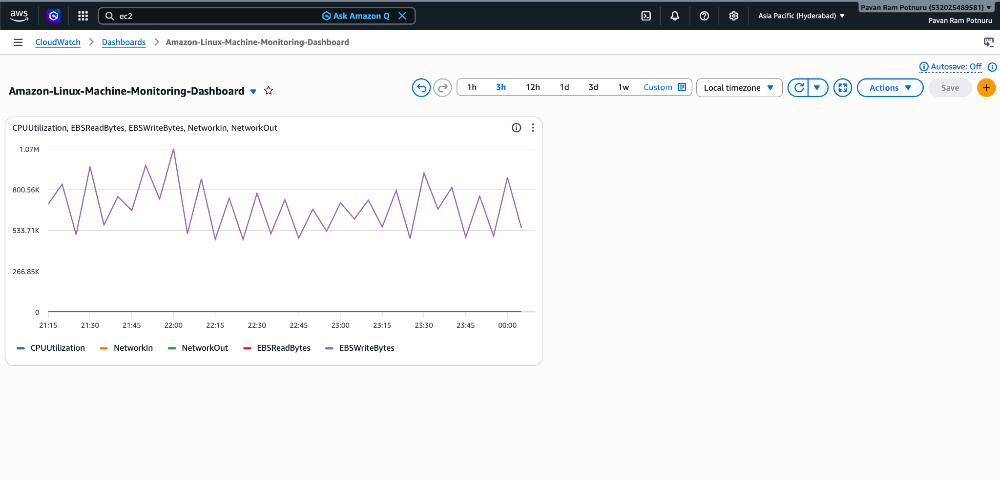 aws
ec2
Ask Amazon Q
Asia Pacific (Hyderabad)
Pavan Ram Potnuru (532025489581)
Pavan Ram Potnuru
CloudWatch
Dashboards
Amazon-Linux-Machine-Monitoring-Dashboard
Autosave: Off
Amazon-Linux-Machine-Monitoring-Dashboard
1h 3h 12h 1d 3d 1w Custom
Local timezone
Actions
Save
CPUUtilization, EBSReadBytes, EBSWriteBytes, NetworkIn, NetworkOut
1.07M
800.56K
533.71K
266.85K
0
21:15 21:30 21:45 22:00 22:15 22:30 22:45 23:00 23:15 23:30 23:45 00:00
CPUUtilization NetworkIn NetworkOut EBSReadBytes EBSWriteBytes